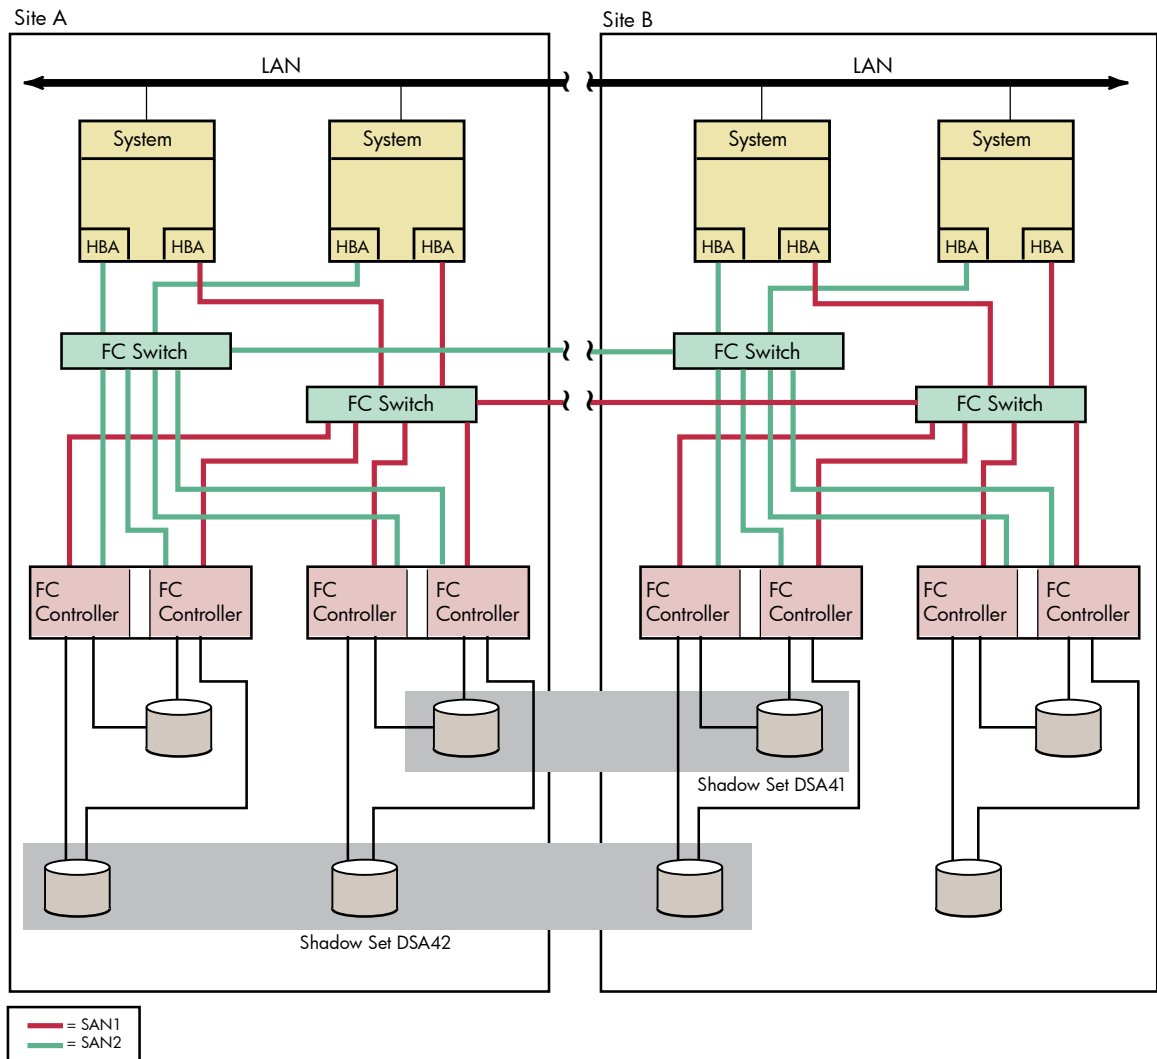 Site A
Site B
LAN
LAN
System
System
System
System
HBA
HBA
HBA
HBA
HBA
HBA
HBA
HBA
FC Switch
FC Switch
FC Switch
FC Switch
FC
Controller
FC
Controller
FC
Controller
FC
Controller
FC
Controller
FC
Controller
FC
Controller
FC
Controller
Shadow Set DSA41
Shadow Set DSA42
= SAN1
= SAN2